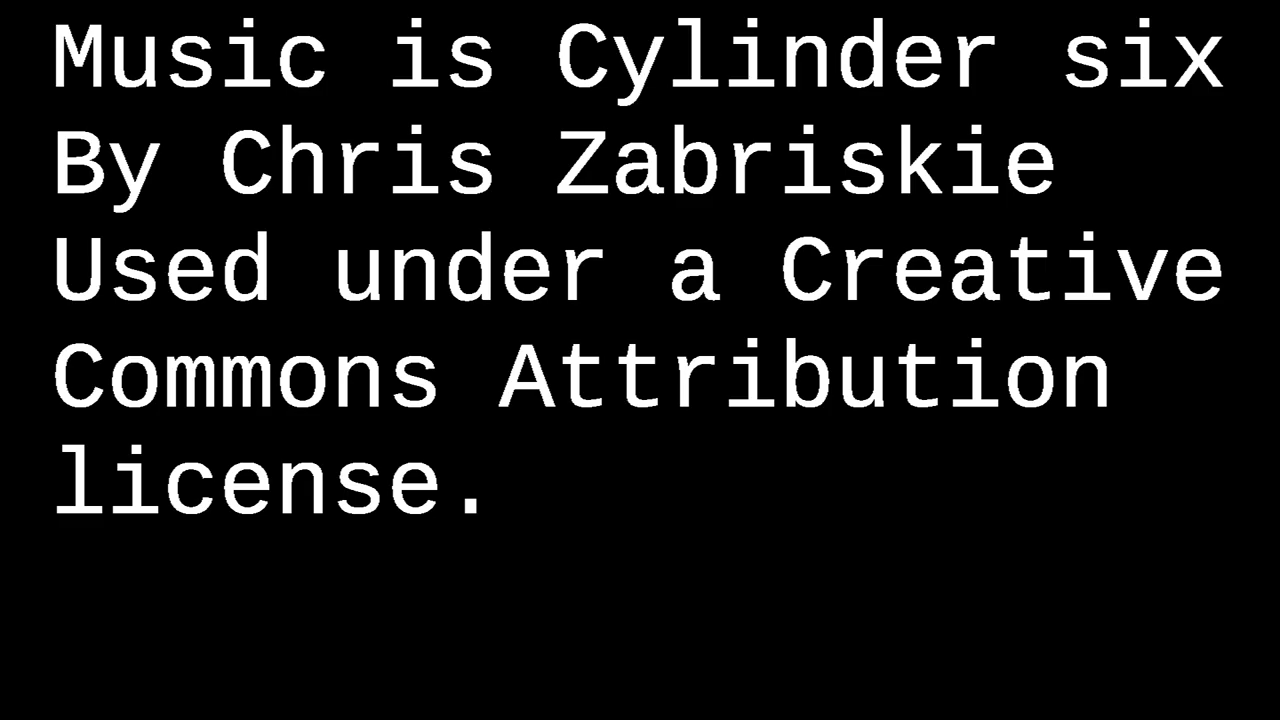 Music is Cylinder six
By Chris Zabriskie
Used under a Creative
Commons Attribution
license.